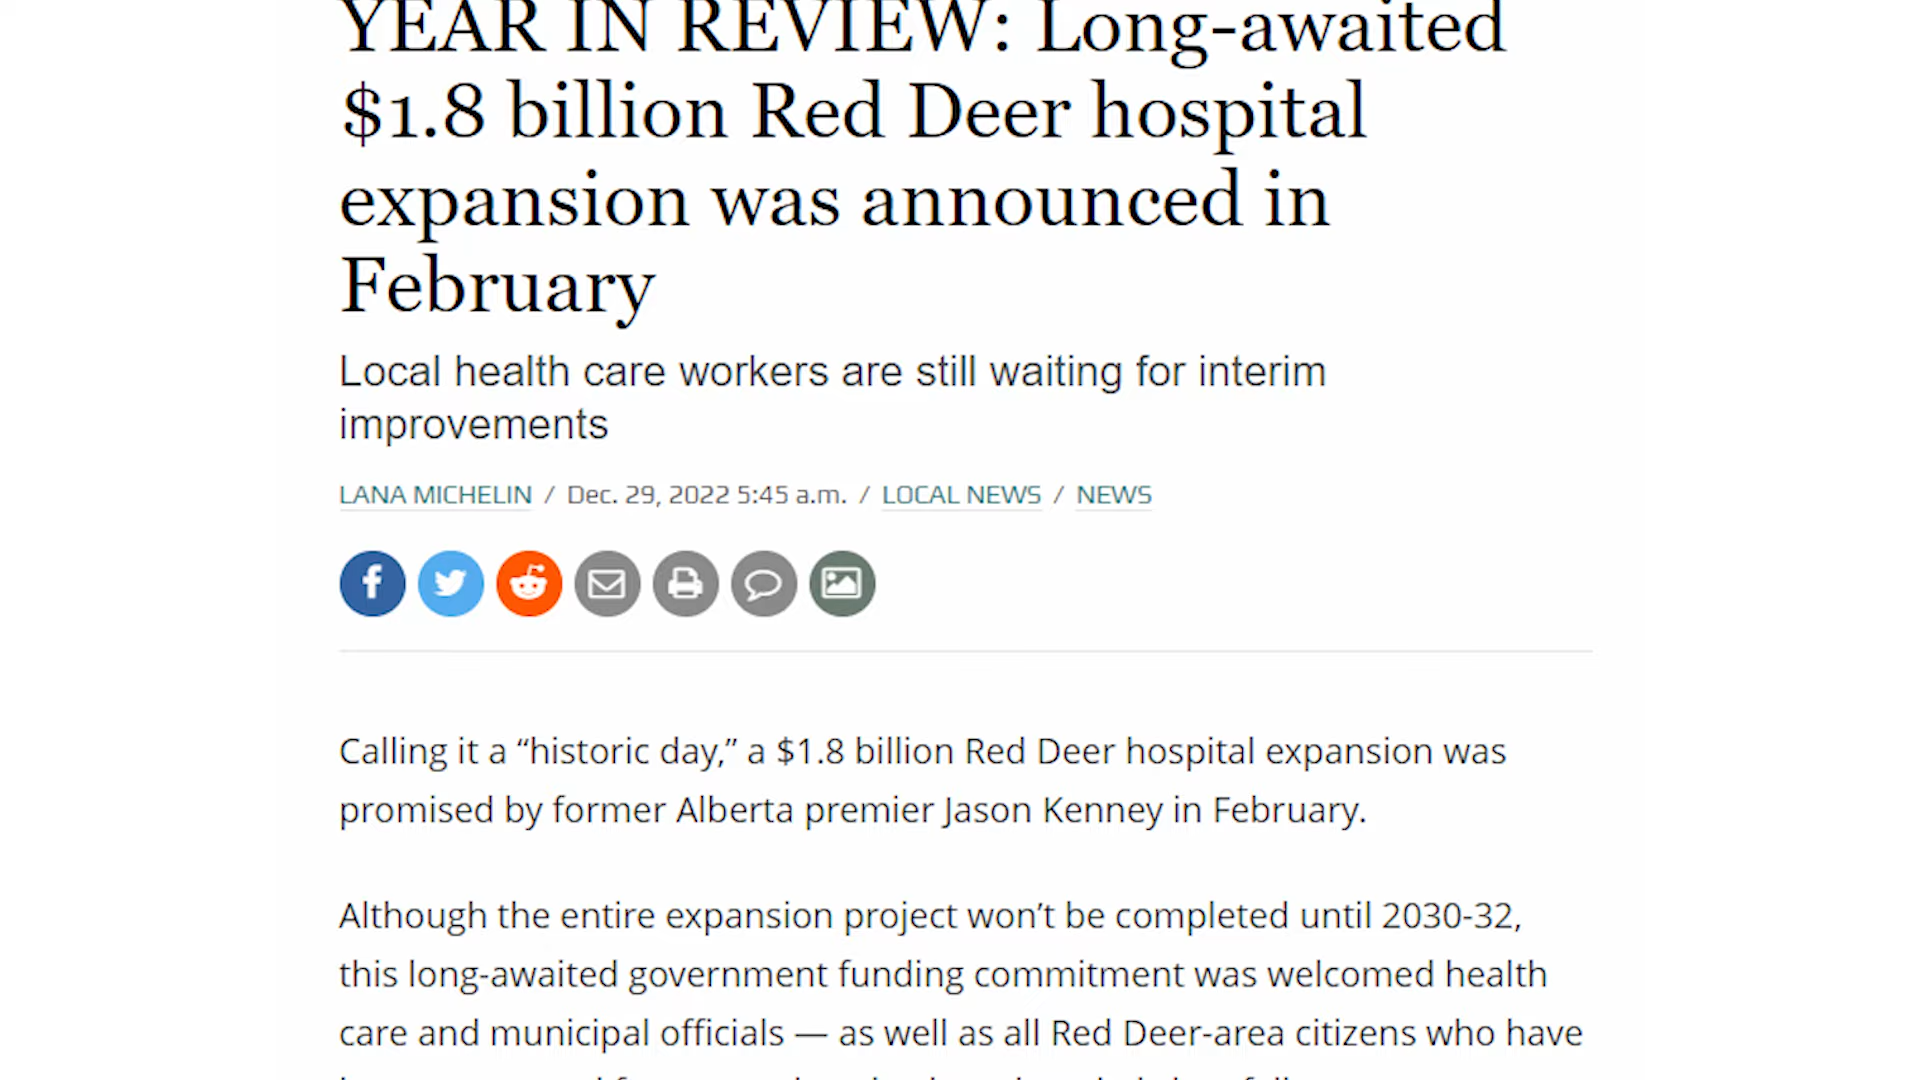 YEAR IN REVIEW: Long-awaited
$1.8 billion Red Deer hospital
expansion was announced in
February
Local health care workers are still waiting for interim
improvements
LANA MICHELIN / Dec. 29, 2022 5:45 a.m. / LOCAL NEWS / NEWS
Calling it a “historic day,” a $1.8 billion Red Deer hospital expansion was
promised by former Alberta premier Jason Kenney in February.
Although the entire expansion project won’t be completed until 2030-32,
this long-awaited government funding commitment was welcomed health
care and municipal officials — as well as all Red Deer-area citizens who have